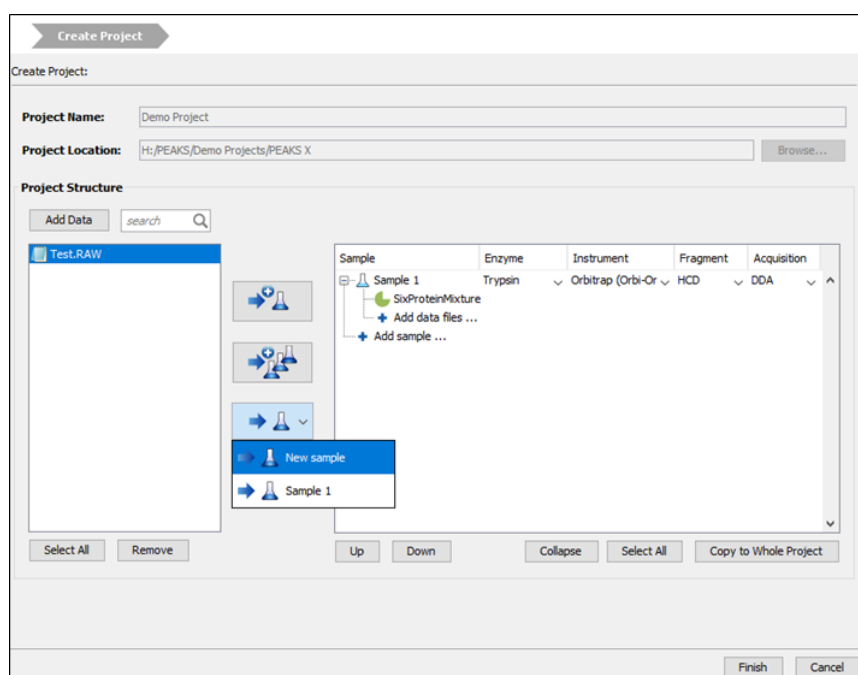 Create Project
Create Project:
Project Name: Demo Project
Project Location: H:/PEAKS/Demo Projects/PEAKS X Browse...
Project Structure
Add Data search
Test.RAW
Sample Enzyme Instrument Fragment Acquisition
Sample 1 Trypsin Orbitrap (Orbi-Or HCD DDA
SixProteinMixture
Add data files ...
Add sample ...
New sample
Sample 1
Select All Remove Up Down Collapse Select All Copy to Whole Project
Finish Cancel